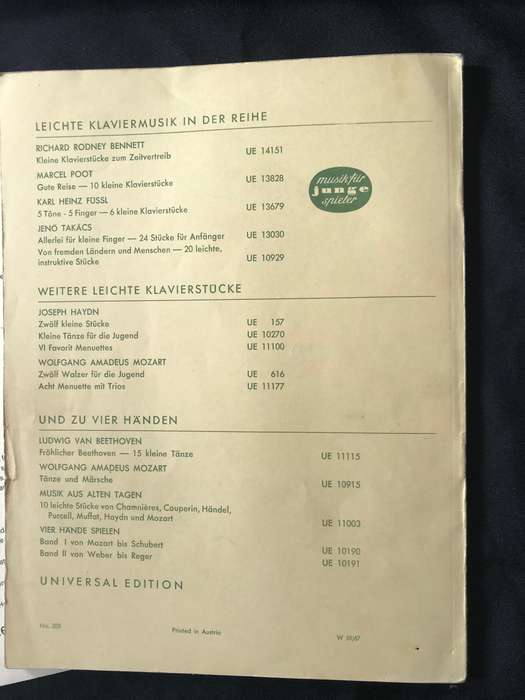 LEICHTE KLAVIERMUSIK IN DER REIHE
RICHARD RODNEY BENNETT
Kleine Klavierstücke zum Zeitvertreib UE 14151
MARCEL POOT
Gute Reise — 10 kleine Klavierstücke UE 13828
KARL HEINZ FÜSSL
5 Töne - 5 Finger — 6 kleine Klavierstücke UE 13679
JENÖ TAKÁCS
Allerlei für kleine Finger — 24 Stücke für Anfänger UE 13030
Von fremden Ländern und Menschen — 20 leichte,
instruktive Stücke UE 10929
musik für
junge
spieler
WEITERE LEICHTE KLAVIERSTÜCKE
JOSEPH HAYDN
Zwölf kleine Stücke UE 157
Kleine Tänze für die Jugend UE 10270
VI Favorit Menuettes UE 11100
WOLFGANG AMADEUS MOZART
Zwölf Walzer für die Jugend UE 616
Acht Menuette mit Trios UE 11177
UND ZU VIER HÄNDEN
LUDWIG VAN BEETHOVEN
Fröhlicher Beethoven — 15 kleine Tänze UE 11115
WOLFGANG AMADEUS MOZART
Tänze und Märsche UE 10915
MUSIK AUS ALTEN TAGEN
10 leichte Stücke von Chamnières, Couperin, Händel,
Purcell, Muffat, Haydn und Mozart UE 11003
VIER HÄNDE SPIELEN
Band I von Mozart bis Schubert UE 10190
Band II von Weber bis Reger UE 10191
UNIVERSAL EDITION
Printed in Austria